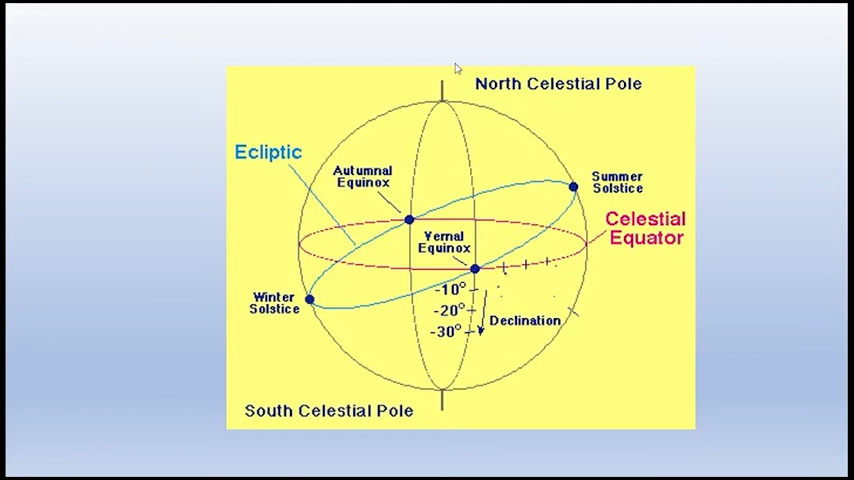 North Celestial Pole
Ecliptic
Autumnal
Equinox
Summer
Solstice
Celestial
Equator
Vernal
Equinox
Winter
Solstice
-10°
-20°
-30°
Declination
South Celestial Pole